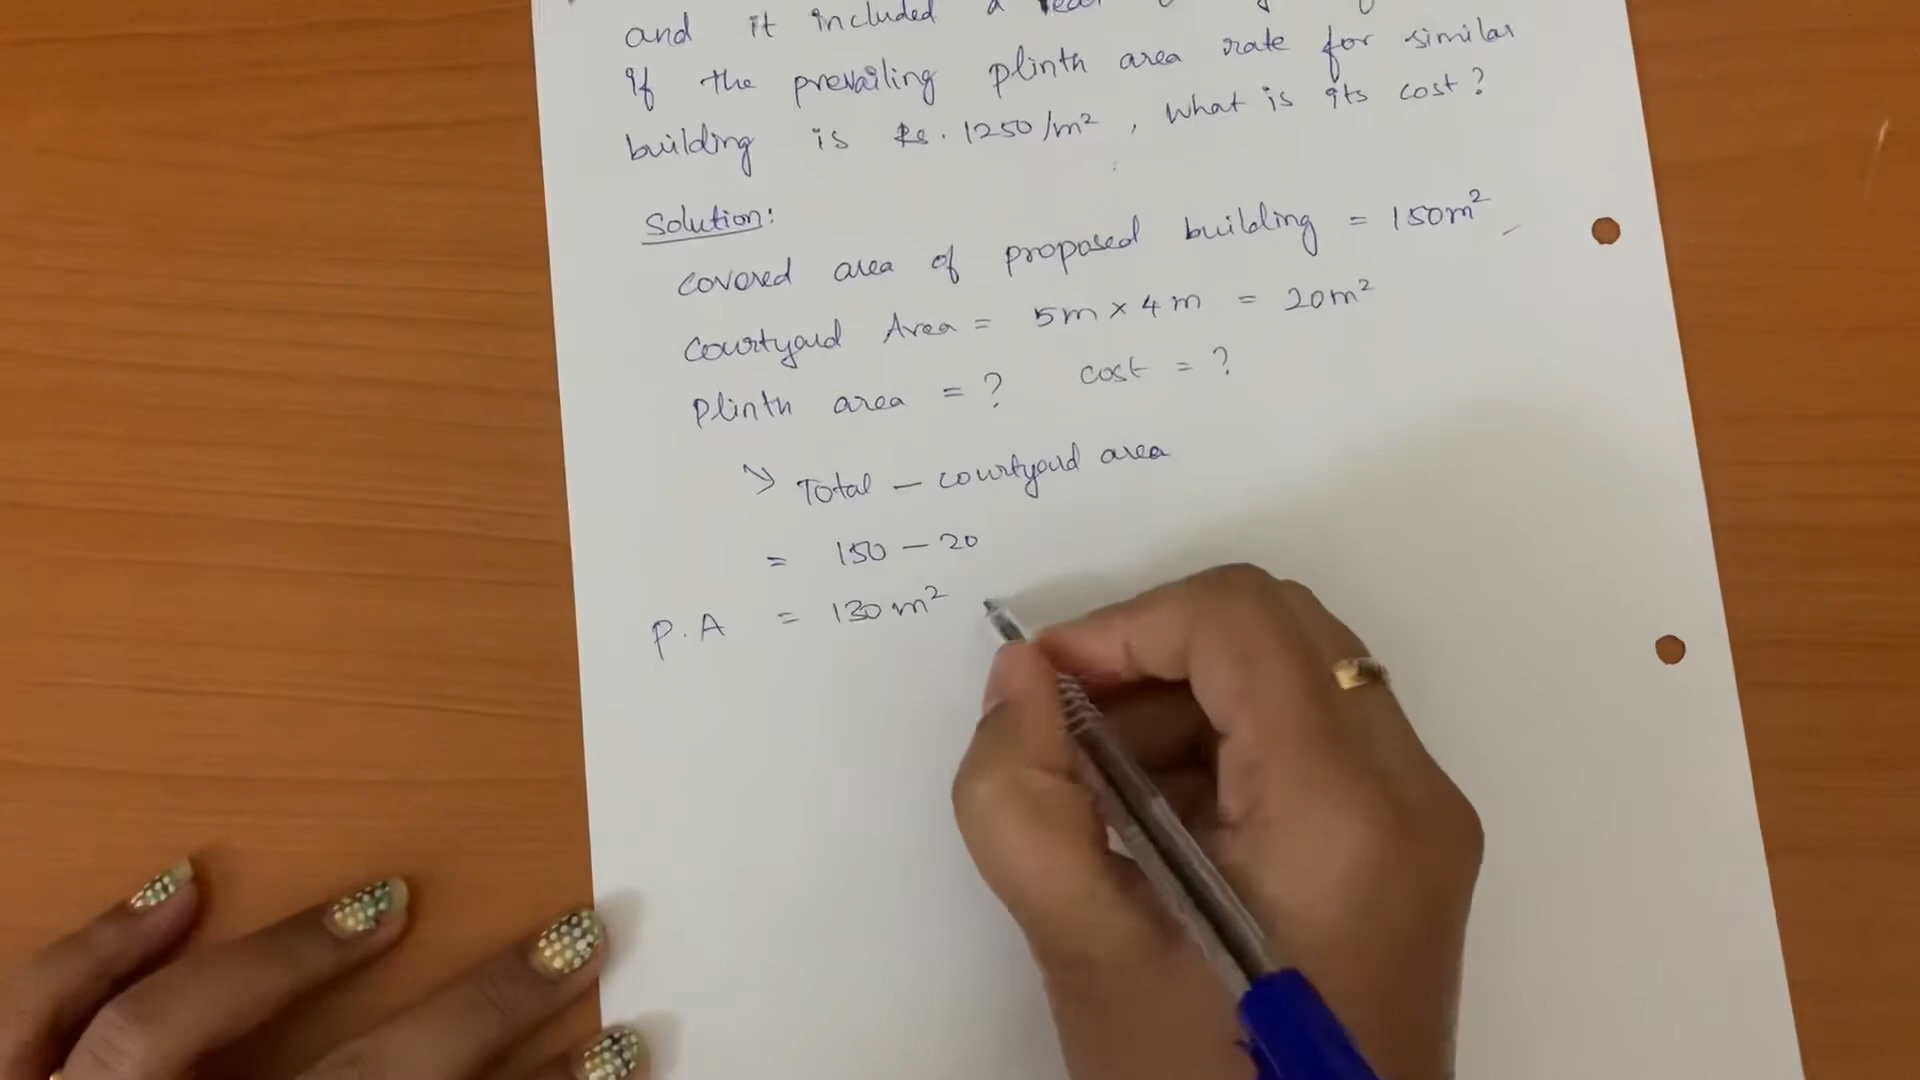 and it included a rear
If the prevailing plinth area rate for similar
building is Rs. 1250/m², what is its cost?
Solution:
covered area of proposed building = 150m²
Courtyard Area = 5m × 4m = 20m²
Plinth area = ? cost = ?
Total - courtyard area
= 150 - 20
P.A = 130m²